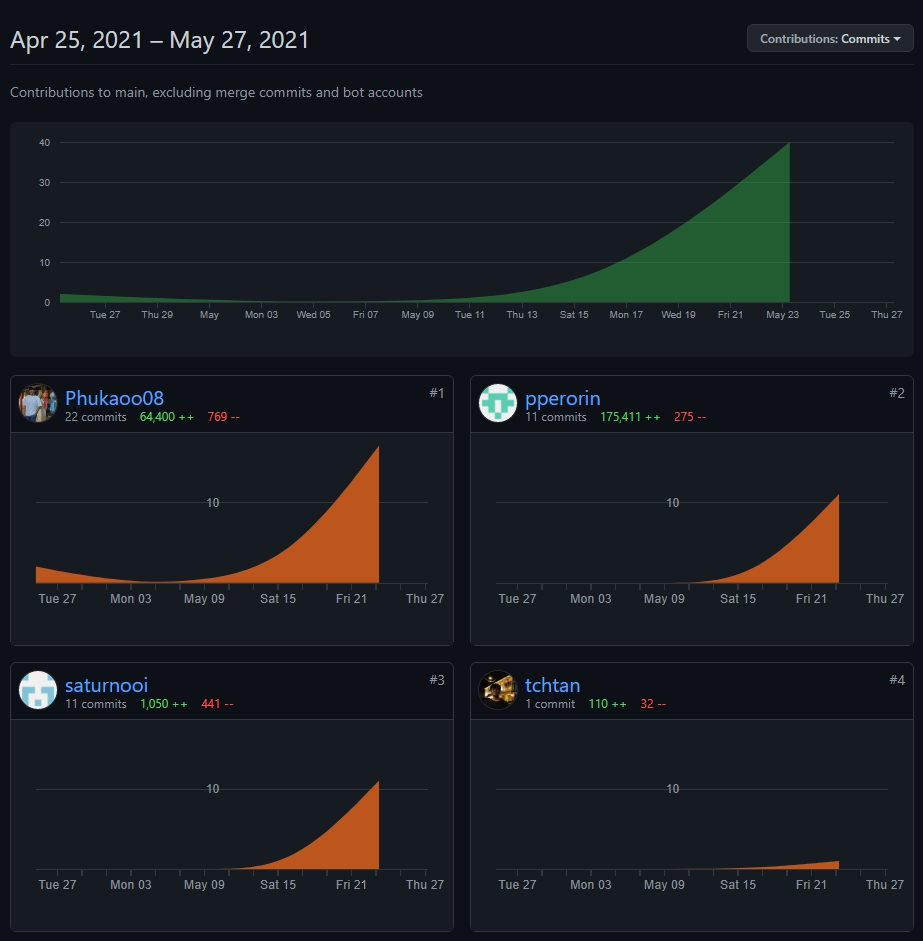 Apr 25, 2021 – May 27, 2021
Contributions: Commits
Contributions to main, excluding merge commits and bot accounts
40
30
20
10
0
Tue 27 Thu 29 May Mon 03 Wed 05 Fri 07 May 09 Tue 11 Thu 13 Sat 15 Mon 17 Wed 19 Fri 21 May 23 Tue 25 Thu 27
Phukaoo08 #1
22 commits 64,400 ++ 769 --
10
Tue 27 Mon 03 May 09 Sat 15 Fri 21 Thu 27
pperorin #2
11 commits 175,411 ++ 275 --
10
Tue 27 Mon 03 May 09 Sat 15 Fri 21 Thu 27
saturnooi #3
11 commits 1,050 ++ 441 --
10
Tue 27 Mon 03 May 09 Sat 15 Fri 21 Thu 27
tchtan #4
1 commit 110 ++ 32 --
10
Tue 27 Mon 03 May 09 Sat 15 Fri 21 Thu 27